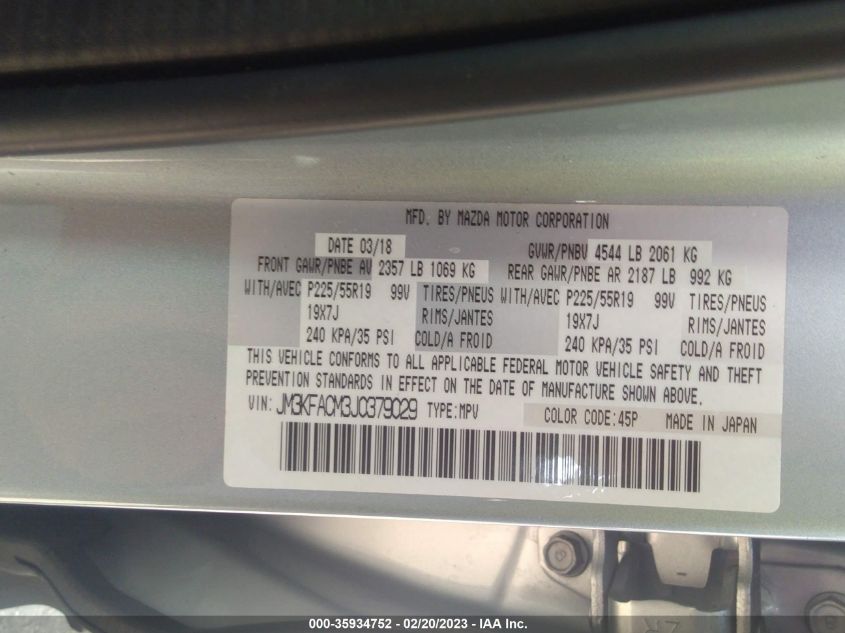 MFD. BY MAZDA MOTOR CORPORATION
DATE 03/18 GVWR/PNBV 4544 LB 2061 KG
FRONT GAWR/PNBE AV 2357 LB 1069 KG REAR GAWR/PNBE AR 2187 LB 992 KG
WITH/AVEC P225/55R19 99V TIRES/PNEUS WITH/AVEC P225/55R19 99V TIRES/PNEUS
19X7J RIMS/JANTES 19X7J RIMS/JANTES
240 KPA/35 PSI COLD/A FROID 240 KPA/35 PSI COLD/A FROID
THIS VEHICLE CONFORMS TO ALL APPLICABLE FEDERAL MOTOR VEHICLE SAFETY AND THEFT
PREVENTION STANDARDS IN EFFECT ON THE DATE OF MANUFACTURE SHOWN ABOVE.
VIN: JM3KFACM3J0379029 TYPE:MPV COLOR CODE:45P MADE IN JAPAN
000-35934752 - 02/20/2023 - IAA Inc.